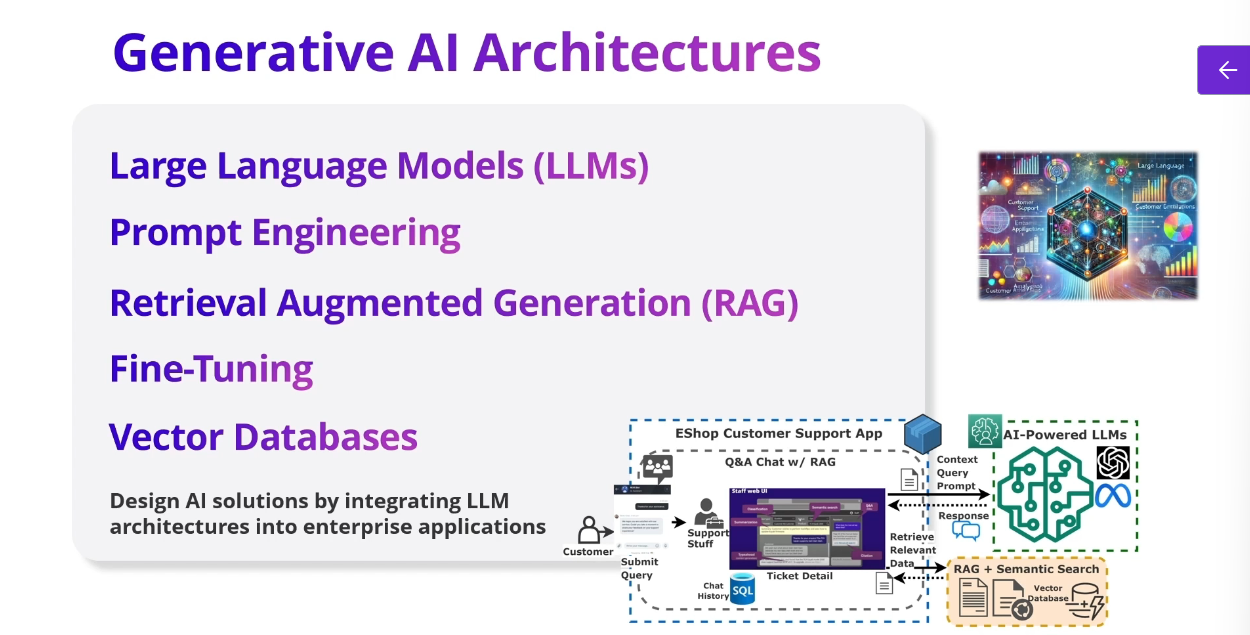 Generative AI Architectures
Large Language Models (LLMs)
Prompt Engineering
Retrieval Augmented Generation (RAG)
Fine-Tuning
Vector Databases
Design AI solutions by integrating LLM
architectures into enterprise applications
Large Language
Customer
Support
Customer
EShop Customer Support App
Q&A Chat w/ RAG
Customer
Submit
Query
Support
Stuff
Staff web UI
Ticket Detail
Chat
History
SQL
Context
Query
Prompt
Response
Retrieve
Relevant
Data
AI-Powered LLMs
RAG + Semantic Search
Vector
Database